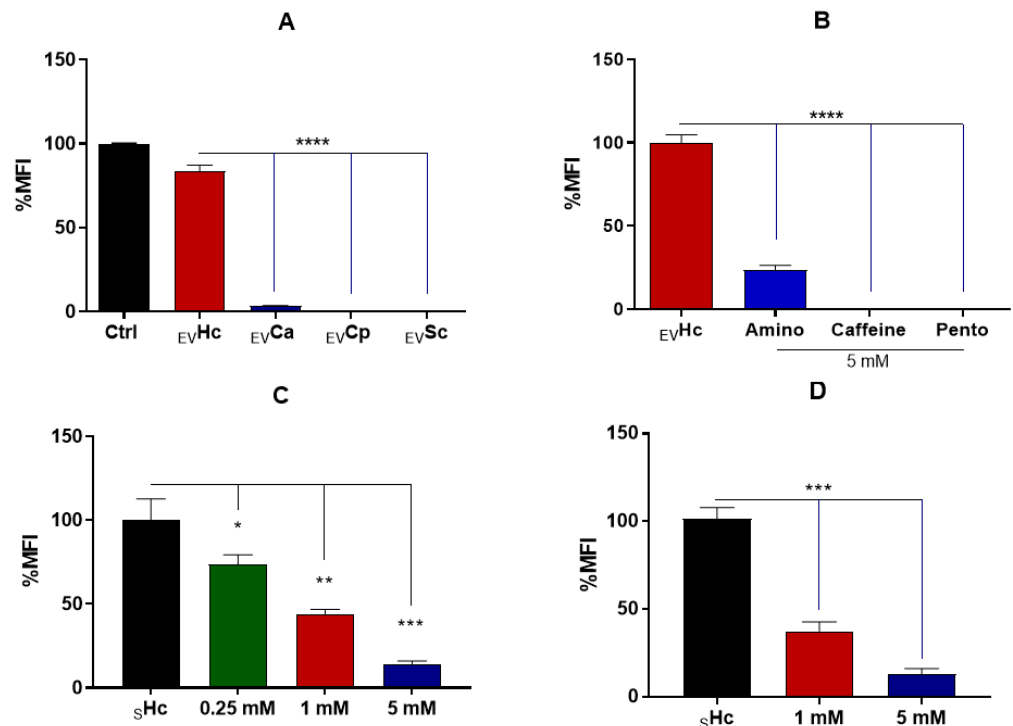 A
150
100
50
0
%MFI
****
Ctrl
EVHc
EVCa
EVCp
EVSc
B
150
100
50
0
%MFI
****
EVHc
Amino
Caffeine
Pento
5 mM
C
150
100
50
0
%MFI
*
**
***
SHc
0.25 mM
1 mM
5 mM
D
150
100
50
0
%MFI
***
SHc
1 mM
5 mM